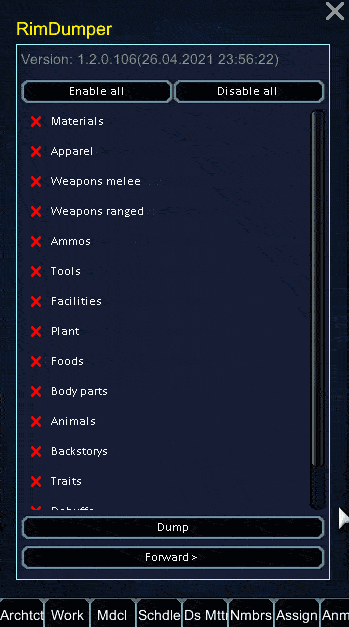 RimDumper
Version: 1.2.0.106(26.04.2021 23:56:22)
Enable all
Disable all
Materials
Apparel
Weapons melee
Weapons ranged
Ammos
Tools
Facilities
Plant
Foods
Body parts
Animals
Backstorys
Traits
Debuffs
Dump
Forward >
Archtct Work Mdcl Schdle Ds Mttr Nmbrs Assign Anm